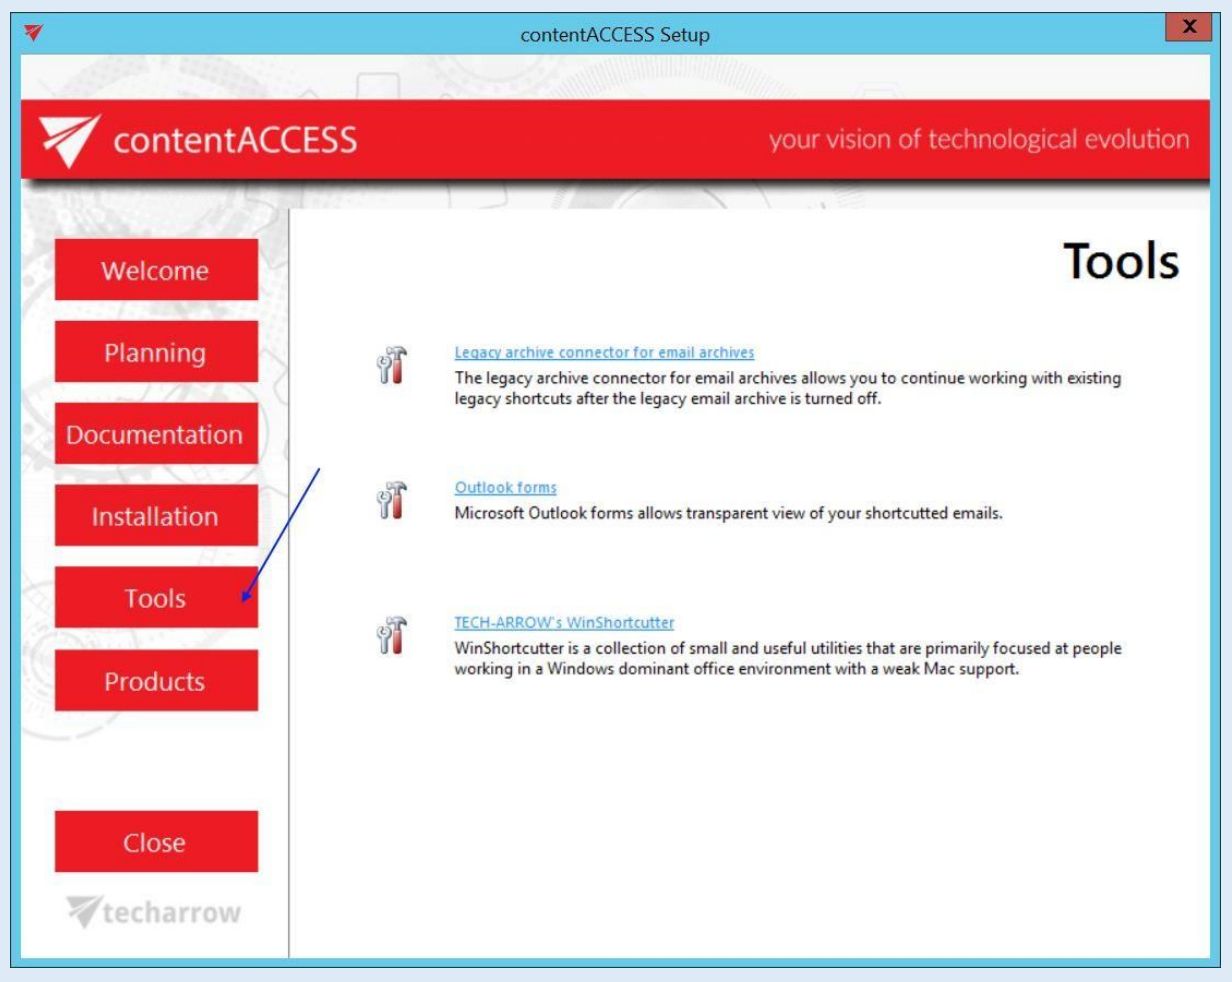 contentACCESS Setup
X
contentACCESS
your vision of technological evolution
Welcome
Planning
Documentation
Installation
Tools
Products
Close
techarrow
Tools
Legacy archive connector for email archives
The legacy archive connector for email archives allows you to continue working with existing
legacy shortcuts after the legacy email archive is turned off.
Outlook forms
Microsoft Outlook forms allows transparent view of your shortcutted emails.
TECH-ARROW's WinShortcutter
WinShortcutter is a collection of small and useful utilities that are primarily focused at people
working in a Windows dominant office environment with a weak Mac support.